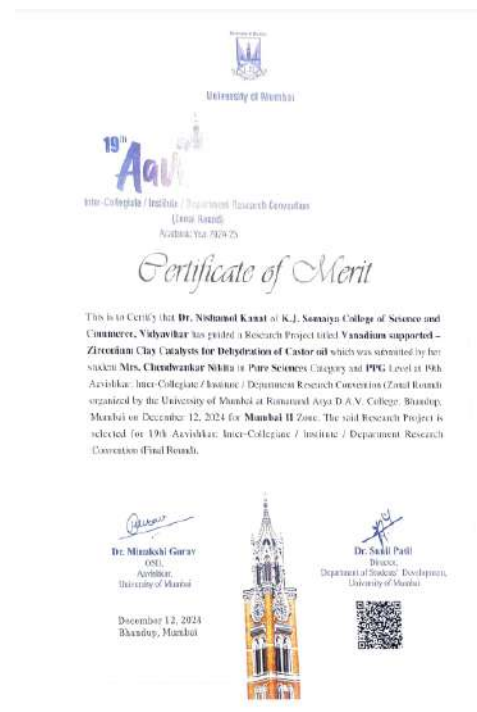 University of Mumbai
19th
Inter-Collegiate / Institute / Department Research Convention
(Zonal Round)
Academic Year 2024-25
Certificate of Merit
This is to Certify that Dr. Nishamol Kanat of K.J. Somaiya College of Science and
Commerce, Vidyavihar has guided a Research Project titled Vanadium supported –
Zirconium Clay Catalysts for Dehydration of Castor oil which was submitted by her
student Mrs. Chendwankar Nikita in Pure Sciences Category and PPG Level at 19th
Aavishkar: Inter-Collegiate / Institute / Department Research Convention (Zonal Round)
organized by the University of Mumbai at Ramanand Arya D.A.V. College, Bhandup,
Mumbai on December 12, 2024 for Mumbai II Zone. The said Research Project is
selected for 19th Aavishkar: Inter-Collegiate / Institute / Department Research
Convention (Final Round).
Dr. Minakshi Gurav
OSD,
Aavishkar,
University of Mumbai
Dr. Sunil Patil
Director,
Department of Students' Development,
University of Mumbai
December 12, 2024
Bhandup, Mumbai